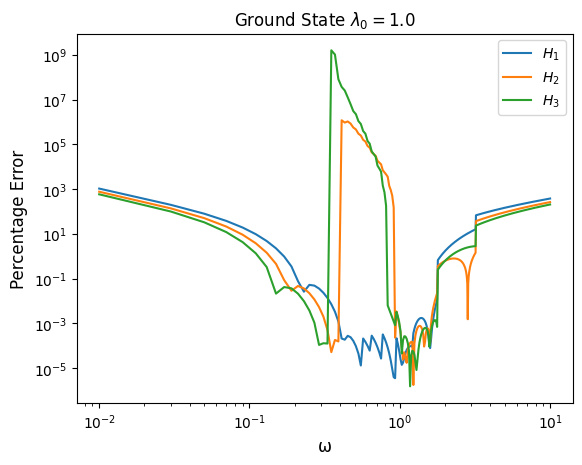 Ground State λ₀ = 1.0
Percentage Error
10⁹
10⁷
10⁵
10³
10¹
10⁻¹
10⁻³
10⁻⁵
H₁
H₂
H₃
10⁻² 10⁻¹ 10⁰ 10¹
ω